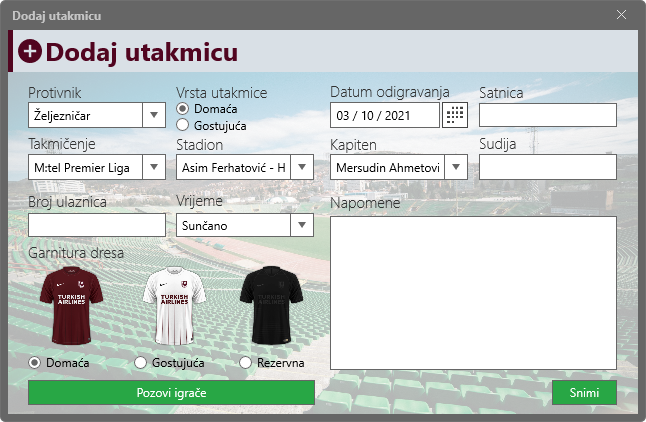 Dodaj utakmicu
Dodaj utakmicu
Protivnik
Željezničar
Vrsta utakmice
Domaća
Gostujuća
Datum odigravanja
03 / 10 / 2021
Satnica
Takmičenje
M:tel Premier Liga
Stadion
Asim Ferhatović - H
Kapiten
Mersudin Ahmetovi
Sudija
Broj ulaznica
Vrijeme
Sunčano
Napomene
Garnitura dresa
TURKISH
AIRLINES
TURKISH
AIRLINES
TURKISH
AIRLINES
Domaća
Gostujuća
Rezervna
Pozovi igrače
Snimi